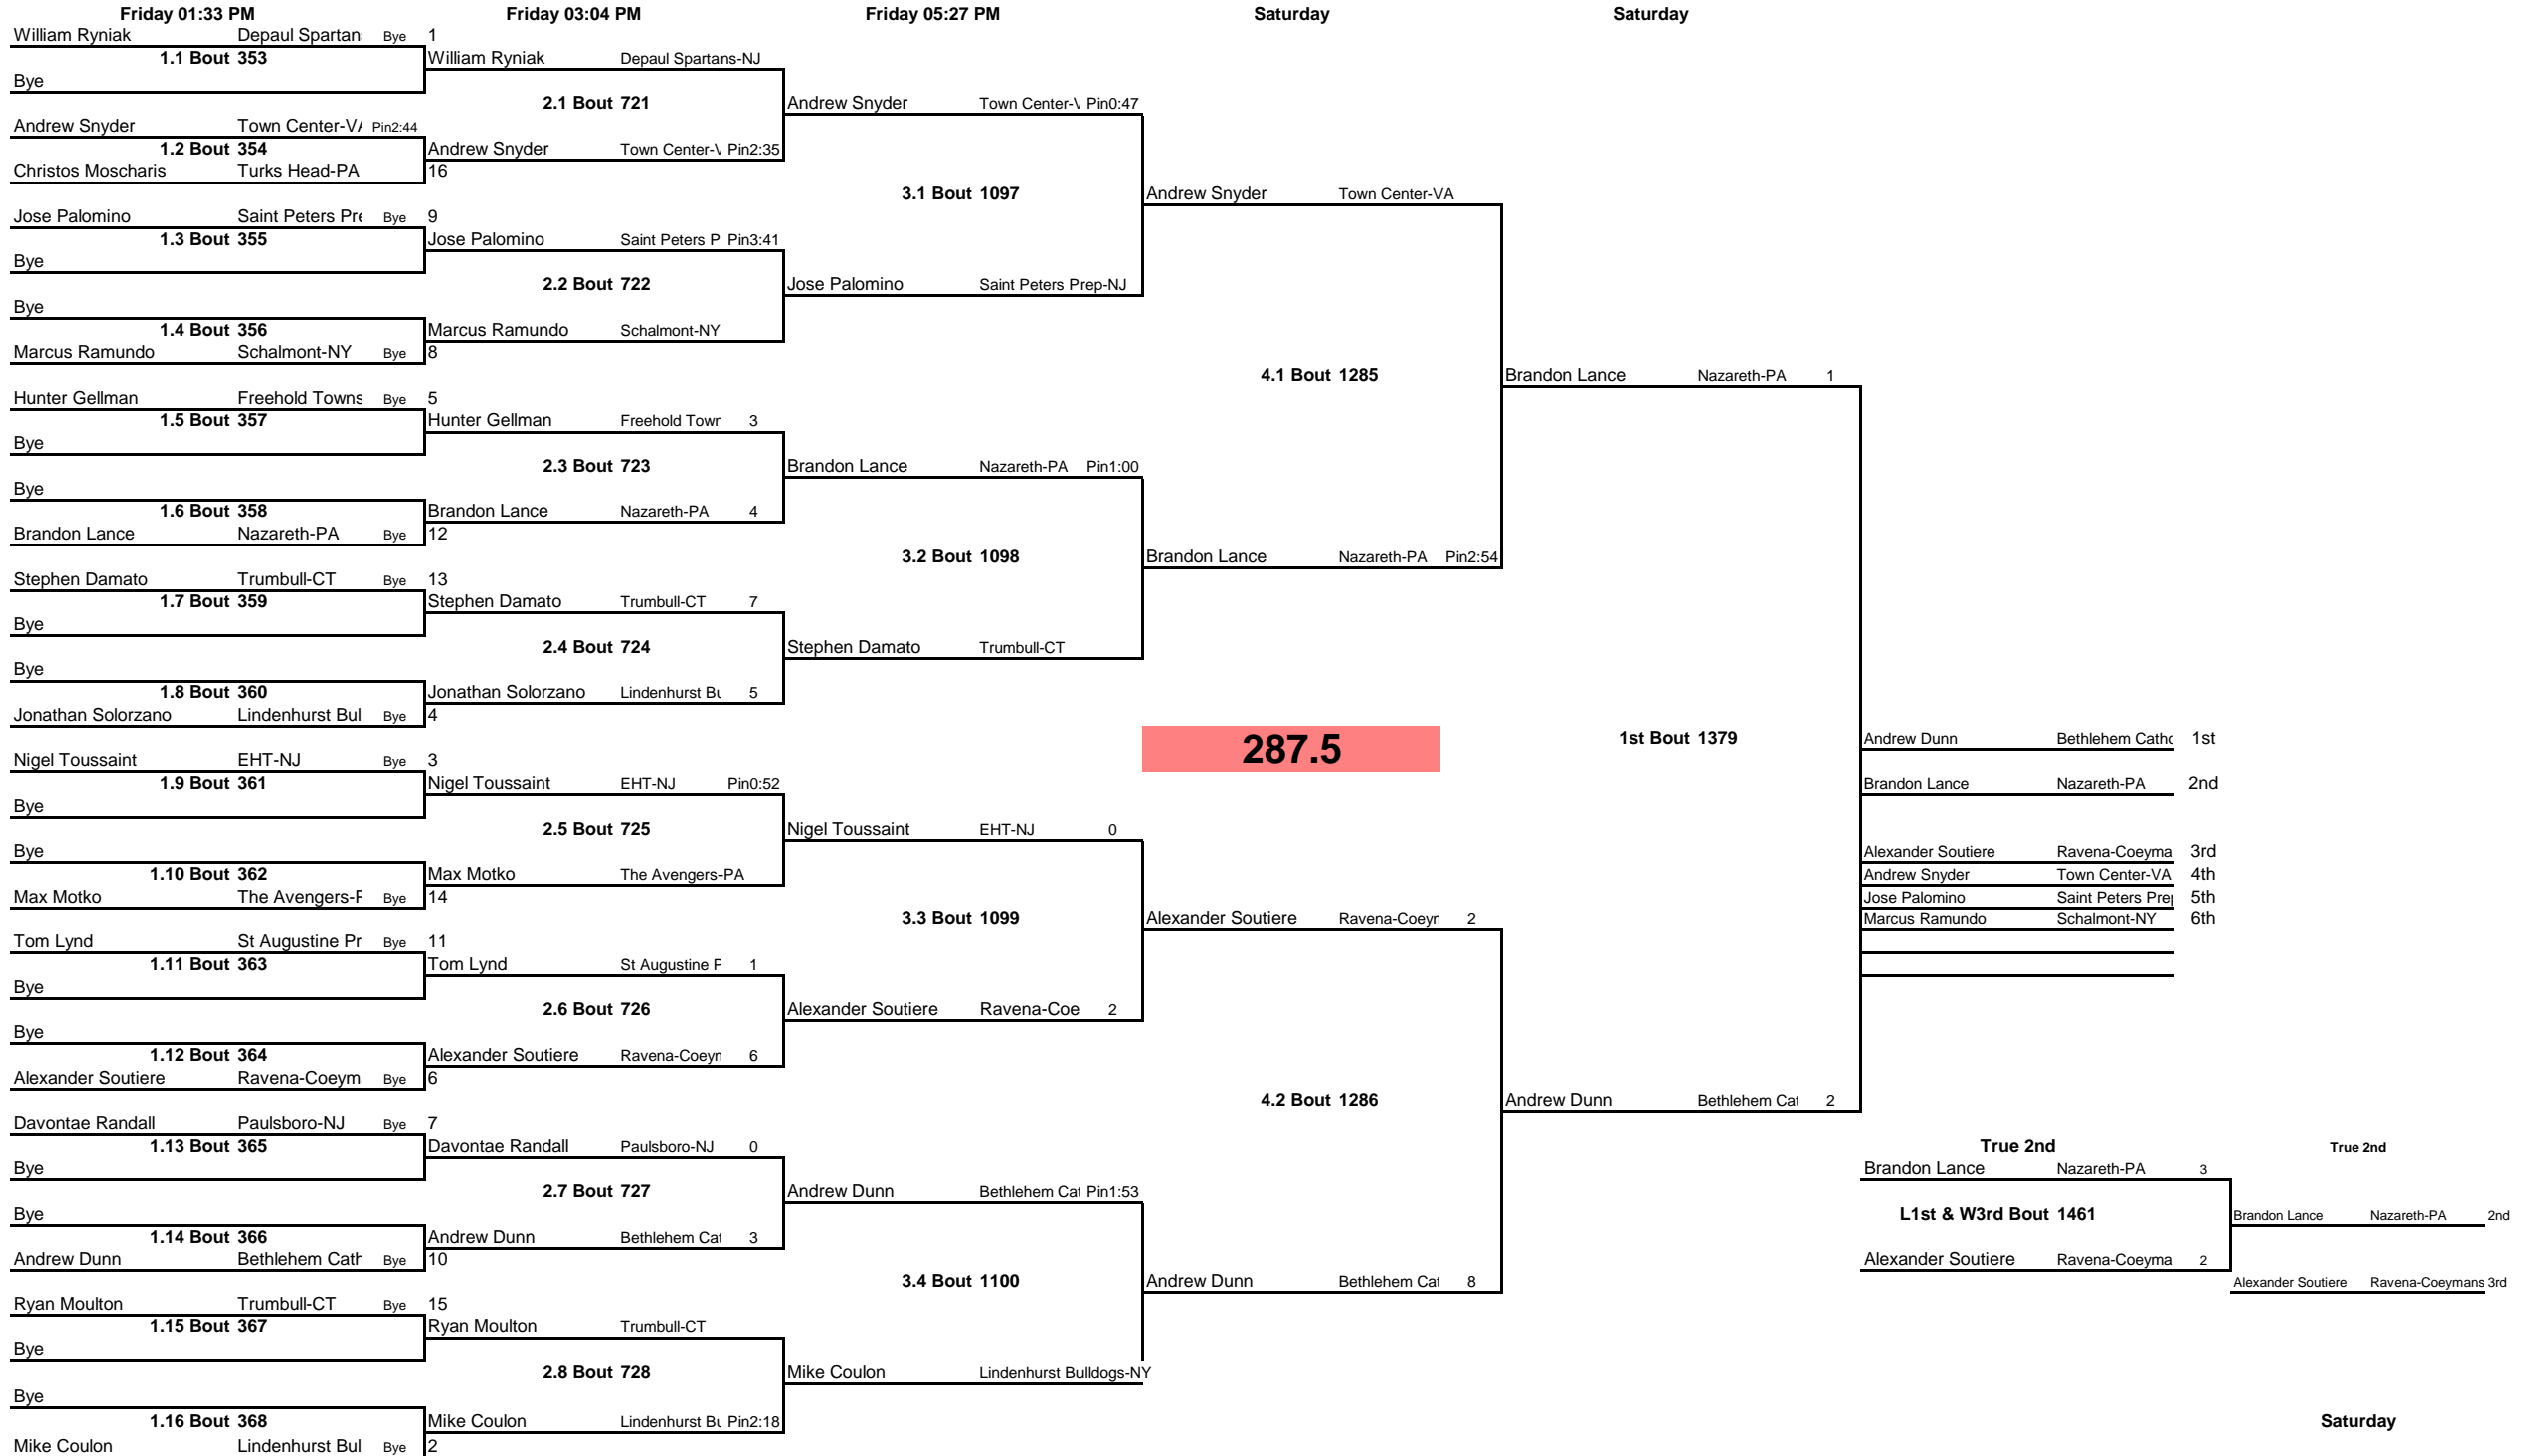 Friday 01:33 PM Friday 03:04 PM Friday 05:27 PM Saturday Saturday
William Ryniak Depaul Spartan Bye 1
1.1 Bout 353
Bye
Andrew Snyder Town Center-V Pin2:44
1.2 Bout 354
Christos Moscharis Turks Head-PA 16
Jose Palomino Saint Peters Pre Bye 9
1.3 Bout 355
Bye
Bye
1.4 Bout 356
Marcus Ramundo Schalmont-NY Bye 8
Hunter Gellman Freehold Towns Bye 5
1.5 Bout 357
Bye
Bye
1.6 Bout 358
Brandon Lance Nazareth-PA Bye 12
Stephen Damato Trumbull-CT Bye 13
1.7 Bout 359
Bye
Bye
1.8 Bout 360
Jonathan Solorzano Lindenhurst Bul Bye 4
Nigel Toussaint EHT-NJ Bye 3
1.9 Bout 361
Bye
Bye
1.10 Bout 362
Max Motko The Avengers-P Bye 14
Tom Lynd St Augustine Pr Bye 11
1.11 Bout 363
Bye
Bye
1.12 Bout 364
Alexander Soutiere Ravena-Coeym Bye 6
Davontae Randall Paulsboro-NJ Bye 7
1.13 Bout 365
Bye
Bye
1.14 Bout 366
Andrew Dunn Bethlehem Cath Bye 10
Ryan Moulton Trumbull-CT Bye 15
1.15 Bout 367
Bye
Bye
1.16 Bout 368
Mike Coulon Lindenhurst Bul Bye 2
William Ryniak Depaul Spartans-NJ
2.1 Bout 721
Andrew Snyder Town Center-V Pin2:35
Jose Palomino Saint Peters P Pin3:41
2.2 Bout 722
Marcus Ramundo Schalmont-NY
Hunter Gellman Freehold Town 3
2.3 Bout 723
Brandon Lance Nazareth-PA 4
Stephen Damato Trumbull-CT 7
2.4 Bout 724
Jonathan Solorzano Lindenhurst Bu 5
Nigel Toussaint EHT-NJ Pin0:52
2.5 Bout 725
Max Motko The Avengers-PA
Tom Lynd St Augustine P 1
2.6 Bout 726
Alexander Soutiere Ravena-Coeym 6
Davontae Randall Paulsboro-NJ 0
2.7 Bout 727
Andrew Dunn Bethlehem Cat 3
Ryan Moulton Trumbull-CT
2.8 Bout 728
Mike Coulon Lindenhurst Bu Pin2:18
Andrew Snyder Town Center-V Pin0:47
3.1 Bout 1097
Jose Palomino Saint Peters Prep-NJ
Brandon Lance Nazareth-PA Pin1:00
3.2 Bout 1098
Stephen Damato Trumbull-CT
Nigel Toussaint EHT-NJ 0
3.3 Bout 1099
Alexander Soutiere Ravena-Coe 2
Andrew Dunn Bethlehem Cat Pin1:53
3.4 Bout 1100
Mike Coulon Lindenhurst Bulldogs-NY
Andrew Snyder Town Center-VA
4.1 Bout 1285
Brandon Lance Nazareth-PA Pin2:54
287.5
Alexander Soutiere Ravena-Coeym 2
4.2 Bout 1286
Andrew Dunn Bethlehem Cat 8
Brandon Lance Nazareth-PA 1
1st Bout 1379
Andrew Dunn Bethlehem Cat 2
Andrew Dunn Bethlehem Catho 1st
Brandon Lance Nazareth-PA 2nd
Alexander Soutiere Ravena-Coeyma 3rd
Andrew Snyder Town Center-VA 4th
Jose Palomino Saint Peters Prep 5th
Marcus Ramundo Schalmont-NY 6th
True 2nd True 2nd
Brandon Lance Nazareth-PA 3
L1st & W3rd Bout 1461
Alexander Soutiere Ravena-Coeyma 2
Brandon Lance Nazareth-PA 2nd
Alexander Soutiere Ravena-Coeymans 3rd
Saturday